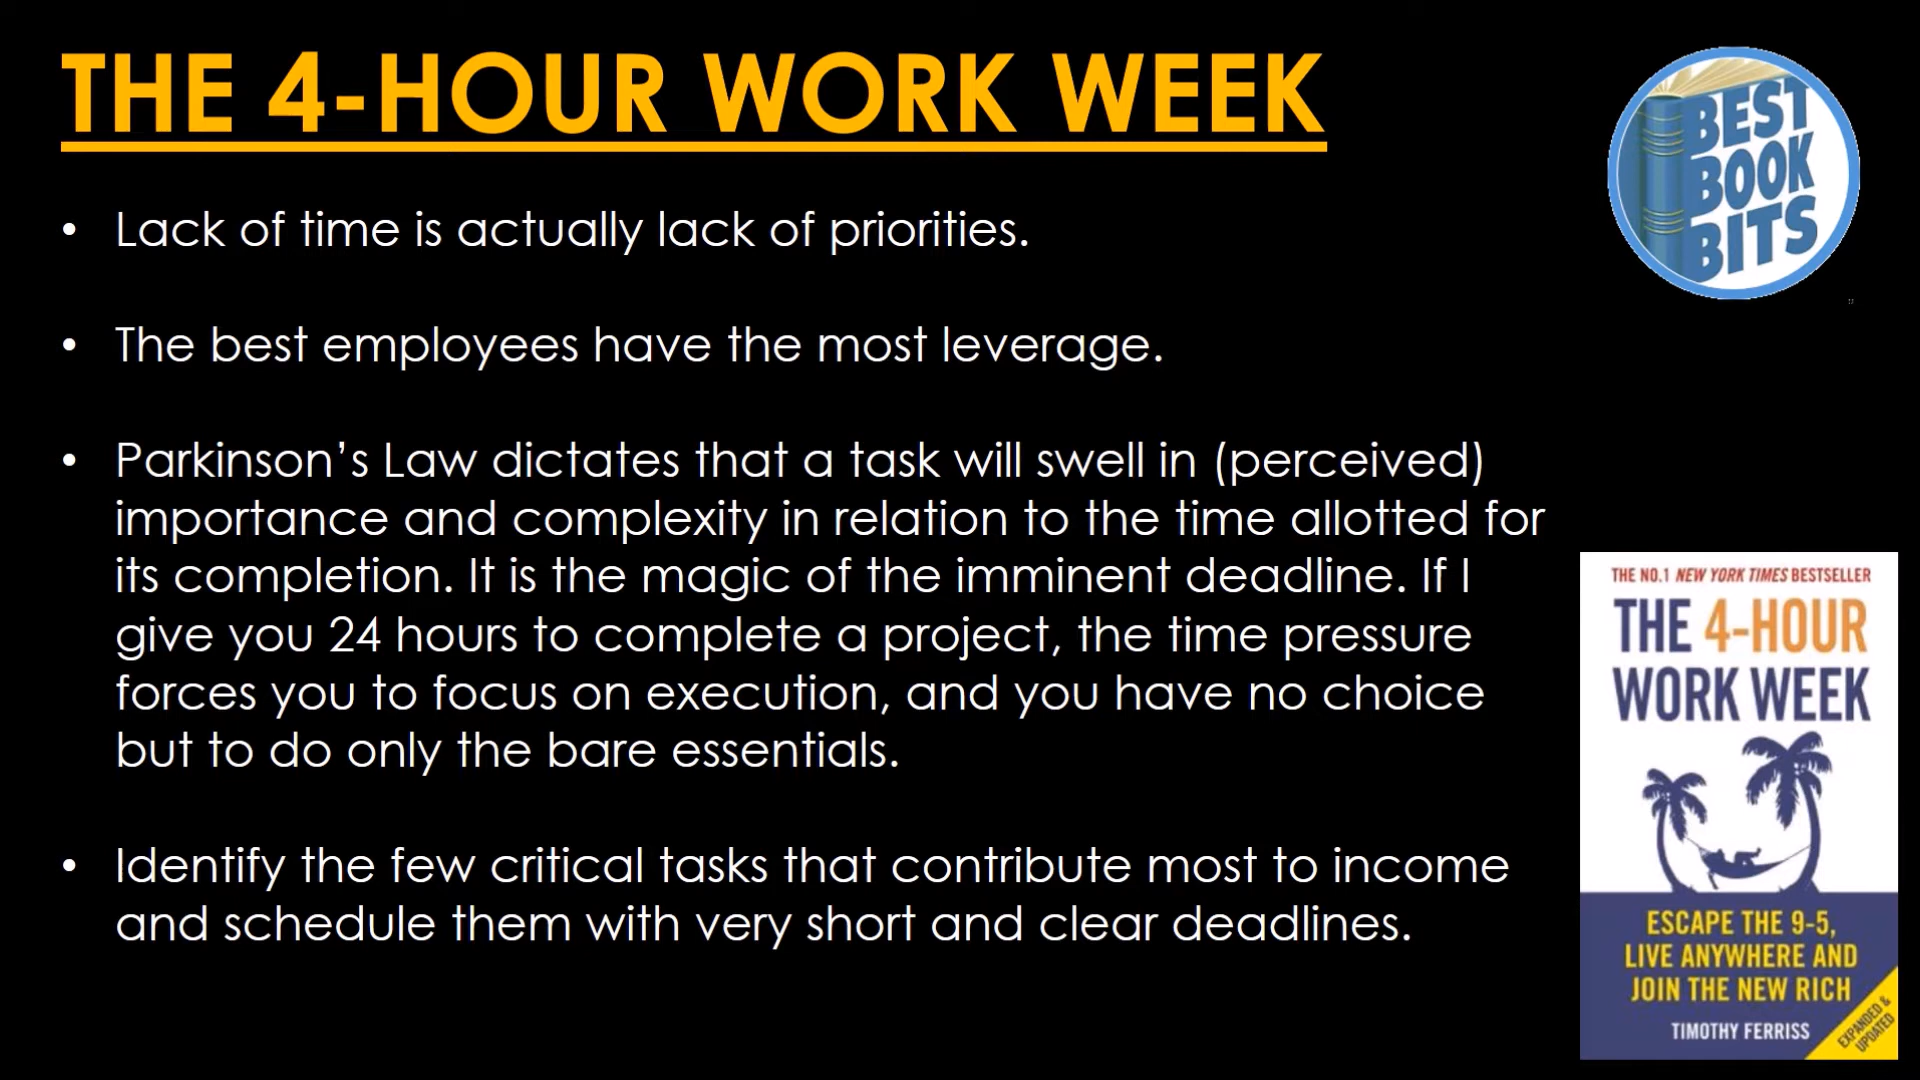 THE 4-HOUR WORK WEEK
• Lack of time is actually lack of priorities.
• The best employees have the most leverage.
• Parkinson’s Law dictates that a task will swell in (perceived)
importance and complexity in relation to the time allotted for
its completion. It is the magic of the imminent deadline. If I
give you 24 hours to complete a project, the time pressure
forces you to focus on execution, and you have no choice
but to do only the bare essentials.
• Identify the few critical tasks that contribute most to income
and schedule them with very short and clear deadlines.
BEST
BOOK
BITS
THE NO.1 NEW YORK TIMES BESTSELLER
THE 4-HOUR
WORK WEEK
ESCAPE THE 9-5,
LIVE ANYWHERE AND
JOIN THE NEW RICH
TIMOTHY FERRISS
EXPANDED &
UPDATED